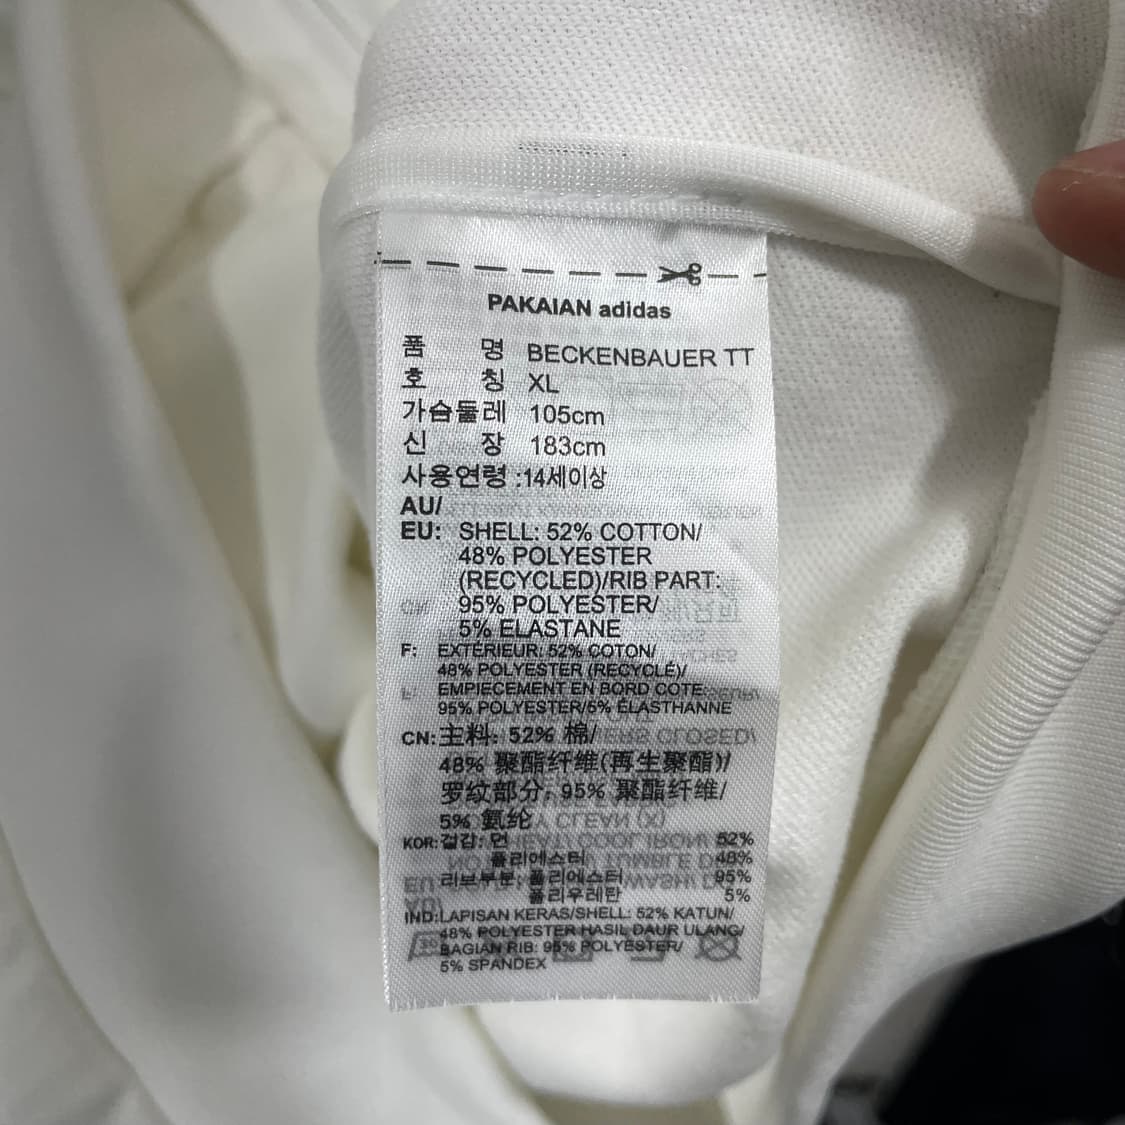 PAKAIAN adidas
품 명 BECKENBAUER TT
호 칭 XL
가슴둘레 105cm
신 장 183cm
사용연령 :14세이상
AU/
EU: SHELL: 52% COTTON/
48% POLYESTER
(RECYCLED)/RIB PART:
95% POLYESTER/
5% ELASTANE
F: EXTÉRIEUR: 52% COTON/
48% POLYESTER (RECYCLÉ)/
EMPIECEMENT EN BORD COTE:
95% POLYESTER/5% ÉLASTHANNE
CN: 主料: 52% 棉/
48% 聚酯纤维(再生聚酯)/
罗纹部分: 95% 聚酯纤维/
5% 氨纶
KOR: 겉감: 면 52%
폴리에스터 48%
리브부분: 폴리에스터 95%
폴리우레탄 5%
IND: LAPISAN KERAS/SHELL: 52% KATUN/
48% POLYESTER HASIL DAUR ULANG/
BAGIAN RIB: 95% POLYESTER/
5% SPANDEX